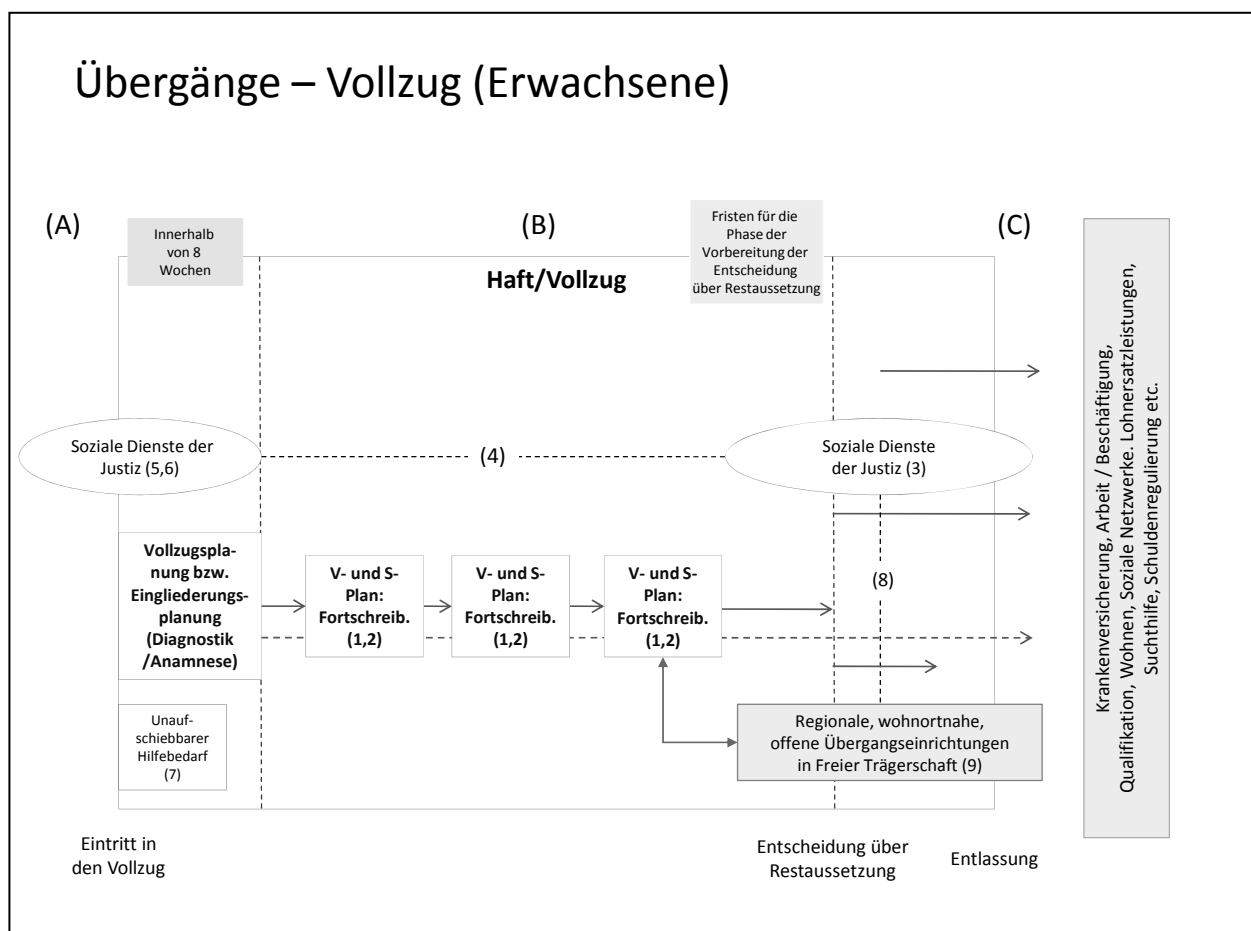 Übergänge – Vollzug (Erwachsene)
(A)
Innerhalb
von 8
Wochen
(B)
Haft/Vollzug
Fristen für die
Phase der
Vorbereitung der
Entscheidung
über Restaussetzung
(C)
Soziale Dienste der
Justiz (5,6)
(4)
Soziale Dienste
der Justiz (3)
Vollzugspla-
nung bzw.
Eingliederungs-
planung
(Diagnostik
/Anamnese)
V- und S-
Plan:
Fortschreib.
(1,2)
V- und S-
Plan:
Fortschreib.
(1,2)
V- und S-
Plan:
Fortschreib.
(1,2)
(8)
Unauf-
schiebbarer
Hilfebedarf
(7)
Regionale, wohnortnahe,
offene Übergangseinrichtungen
in Freier Trägerschaft (9)
Krankenversicherung, Arbeit / Beschäftigung,
Qualifikation, Wohnen, Soziale Netzwerke. Lohnersatzleistungen,
Suchthilfe, Schuldenregulierung etc.
Eintritt in
den Vollzug
Entscheidung über
Restaussetzung
Entlassung